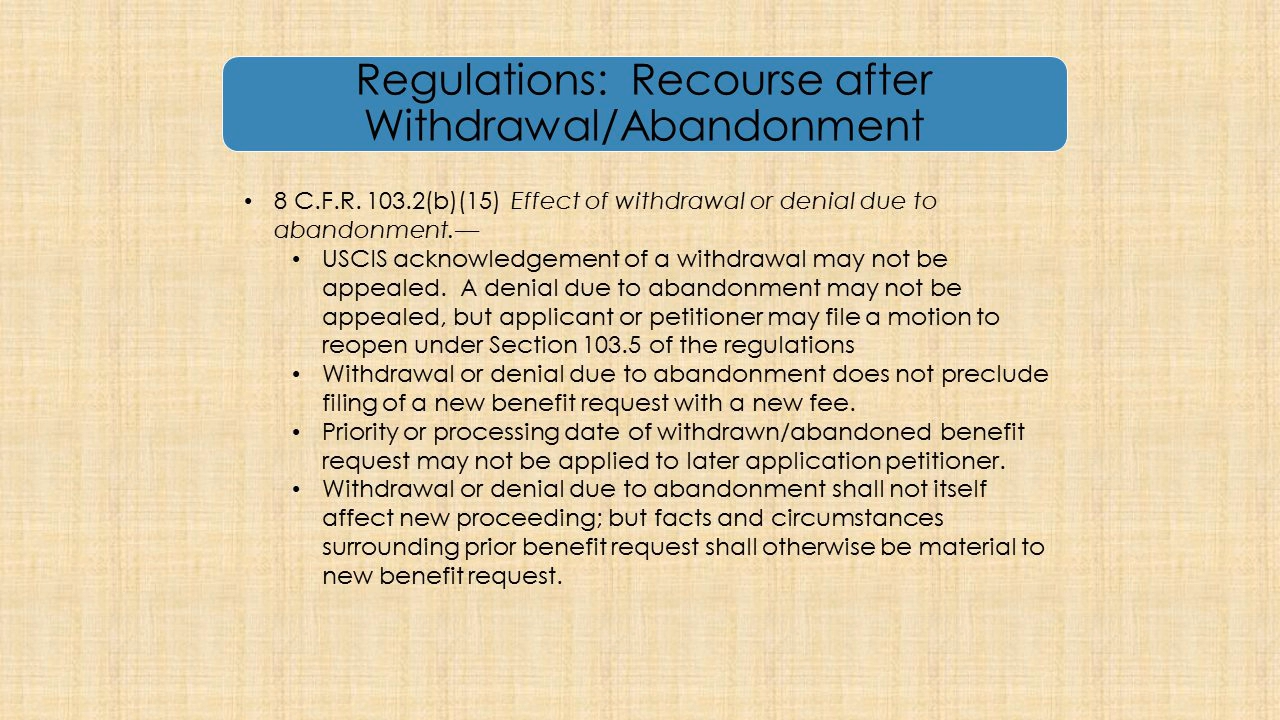 Regulations:  Recourse after
Withdrawal/Abandonment
• 8 C.F.R. 103.2(b)(15) Effect of withdrawal or denial due to
abandonment.—
• USCIS acknowledgement of a withdrawal may not be
appealed.  A denial due to abandonment may not be
appealed, but applicant or petitioner may file a motion to
reopen under Section 103.5 of the regulations
• Withdrawal or denial due to abandonment does not preclude
filing of a new benefit request with a new fee.
• Priority or processing date of withdrawn/abandoned benefit
request may not be applied to later application petitioner.
• Withdrawal or denial due to abandonment shall not itself
affect new proceeding; but facts and circumstances
surrounding prior benefit request shall otherwise be material to
new benefit request.